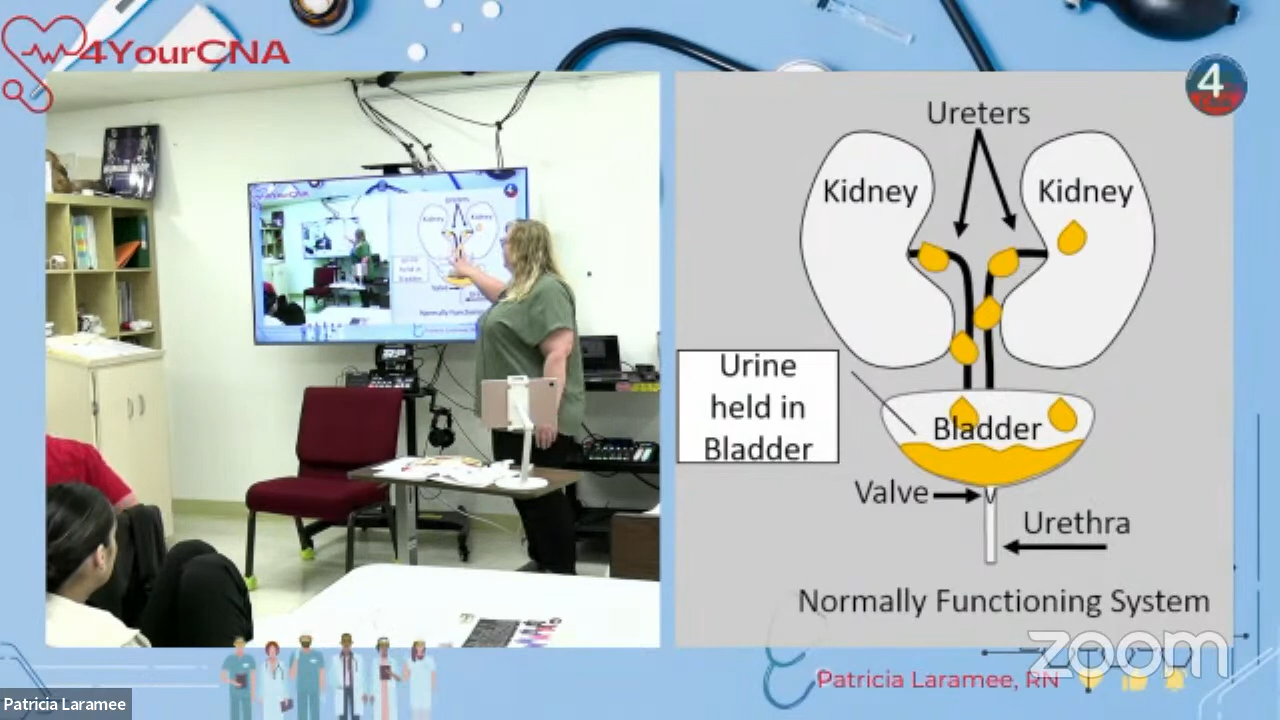 4YourCNA
4
Ureters
Kidney
Kidney
Urine
held in
Bladder
Bladder
Valve
Urethra
Normally Functioning System
zoom
Patricia Laramee, RN
Patricia Laramee